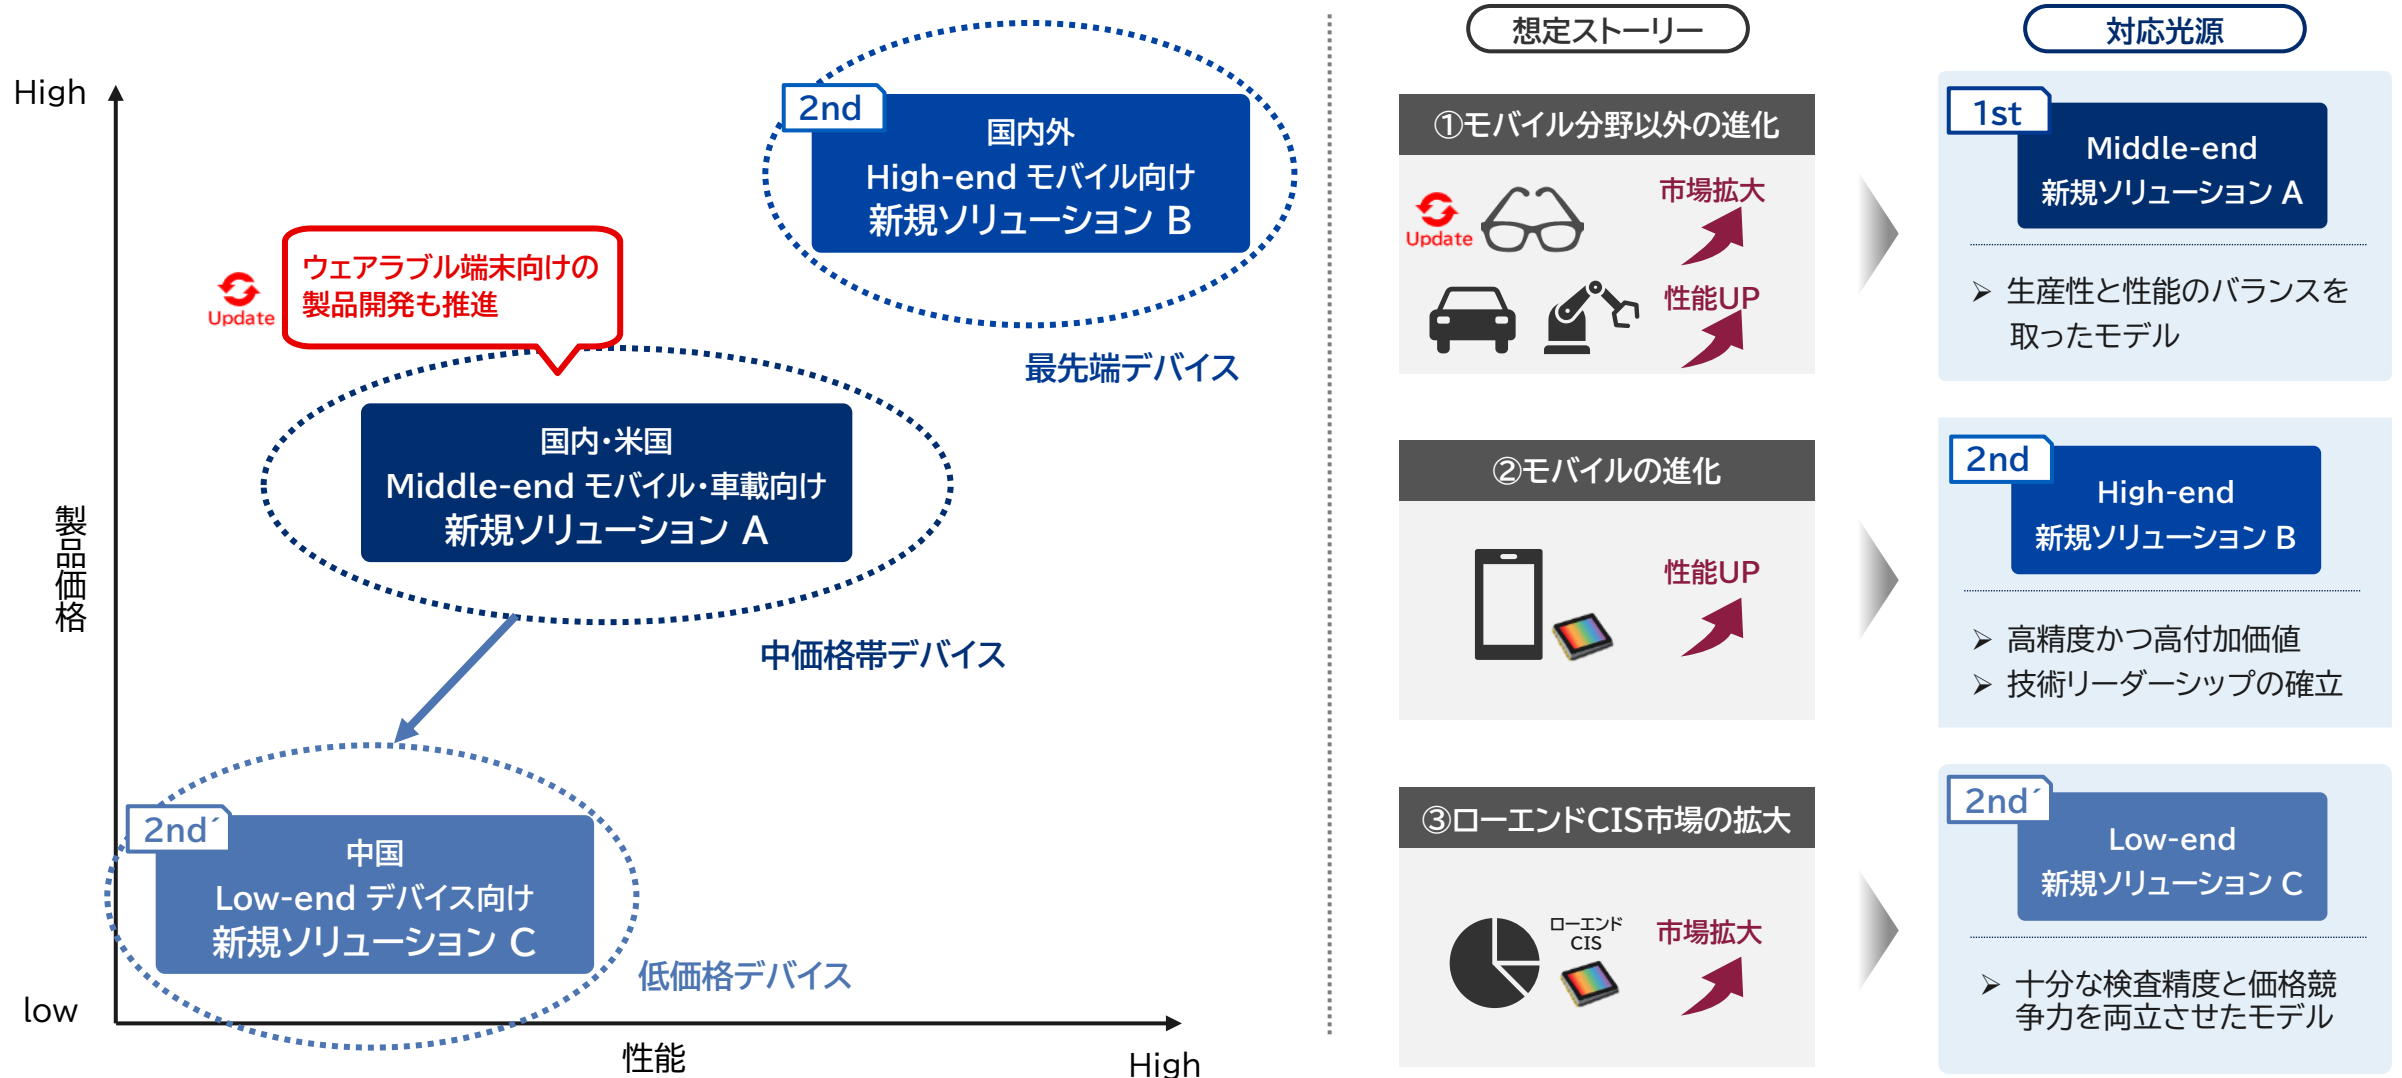 High
2nd
国内外
High-end モバイル向け
新規ソリューション B
ウェアラブル端末向けの
製品開発も推進
Update
最先端デバイス
国内・米国
Middle-end モバイル・車載向け
新規ソリューション A
製品価格
中価格帯デバイス
2nd´
中国
Low-end デバイス向け
新規ソリューション C
低価格デバイス
low
性能
High
想定ストーリー
①モバイル分野以外の進化
Update
市場拡大
性能UP
②モバイルの進化
性能UP
③ローエンドCIS市場の拡大
ローエンド
CIS
市場拡大
対応光源
1st
Middle-end
新規ソリューション A
➢ 生産性と性能のバランスを
取ったモデル
2nd
High-end
新規ソリューション B
➢ 高精度かつ高付加価値
➢ 技術リーダーシップの確立
2nd´
Low-end
新規ソリューション C
➢ 十分な検査精度と価格競
争力を両立させたモデル